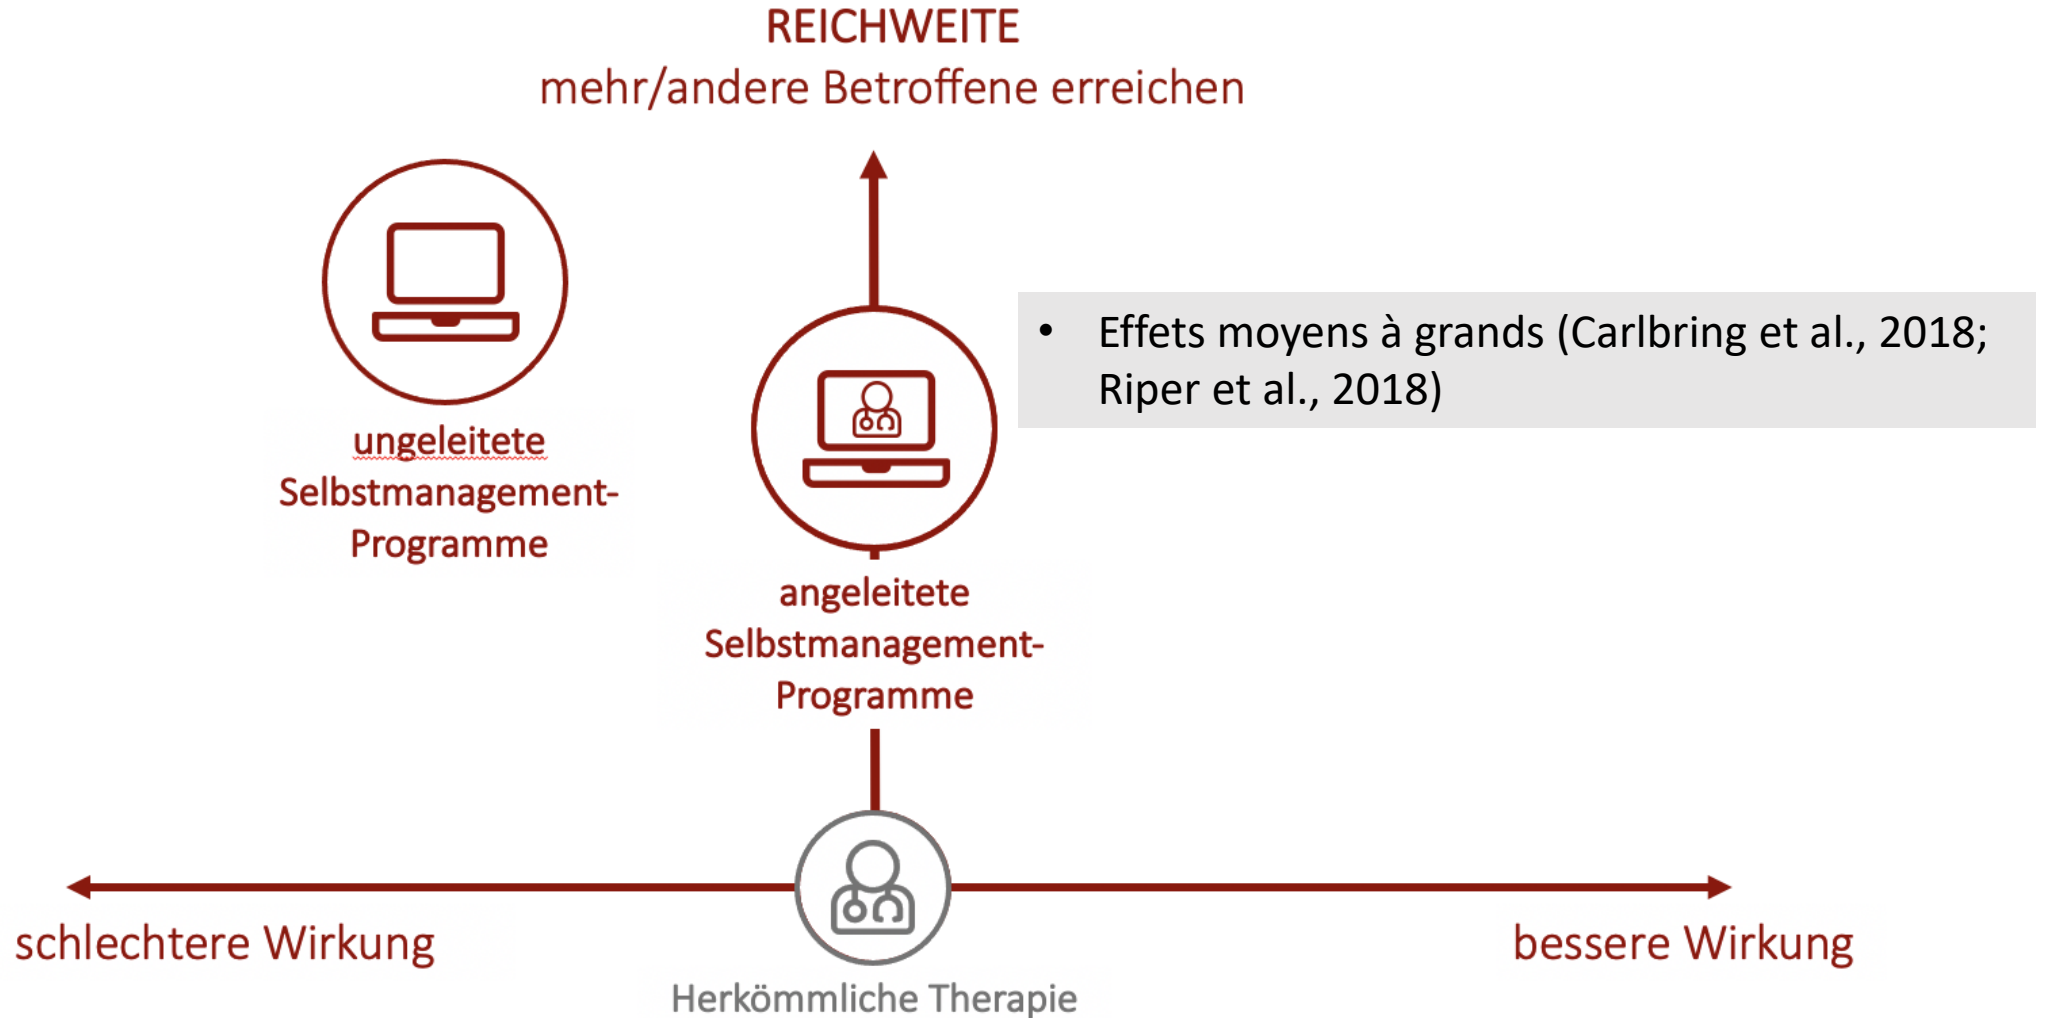 REICHWEITE
mehr/andere Betroffene erreichen
ungeleitete
Selbstmanagement-
Programme
• Effets moyens à grands (Carlbring et al., 2018;
Riper et al., 2018)
angeleitete
Selbstmanagement-
Programme
schlechtere Wirkung
bessere Wirkung
Herkömmliche Therapie